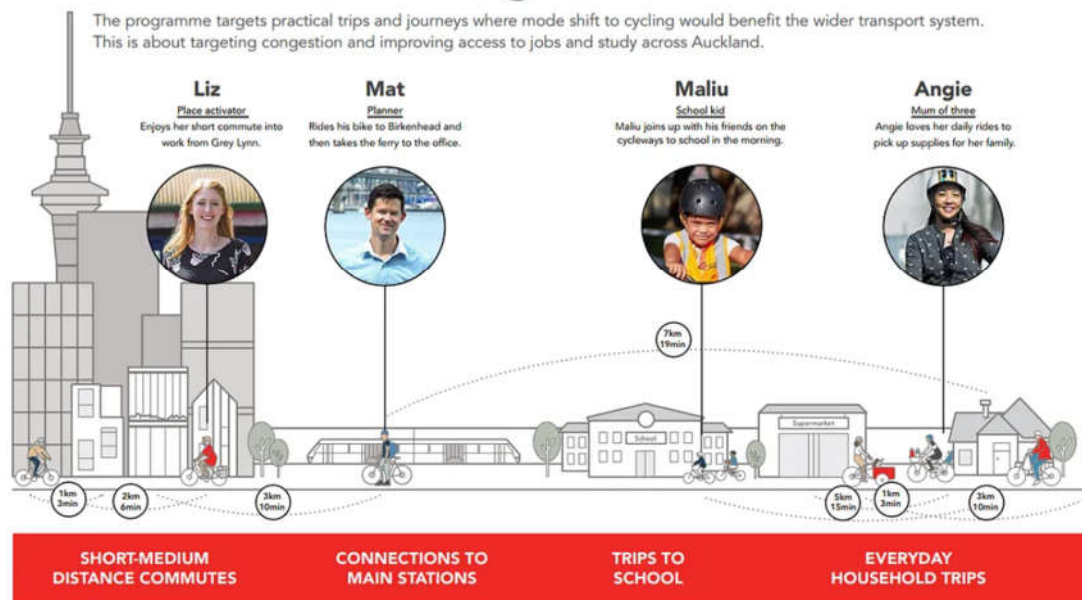 The programme targets practical trips and journeys where mode shift to cycling would benefit the wider transport system.
This is about targeting congestion and improving access to jobs and study across Auckland.
Liz
Place activator
Enjoys her short commute into
work from Grey Lynn.
Mat
Planner
Rides his bike to Birkenhead and
then takes the ferry to the office.
Maliu
School kid
Maliu joins up with his friends on the
cycleways to school in the morning.
Angie
Mum of three
Angie loves her daily rides to
pick up supplies for her family.
7km
19min
School
Supermarket
1km
3min
2km
6min
3km
10min
5km
15min
1km
3min
3km
10min
SHORT-MEDIUM
DISTANCE COMMUTES
CONNECTIONS TO
MAIN STATIONS
TRIPS TO
SCHOOL
EVERYDAY
HOUSEHOLD TRIPS